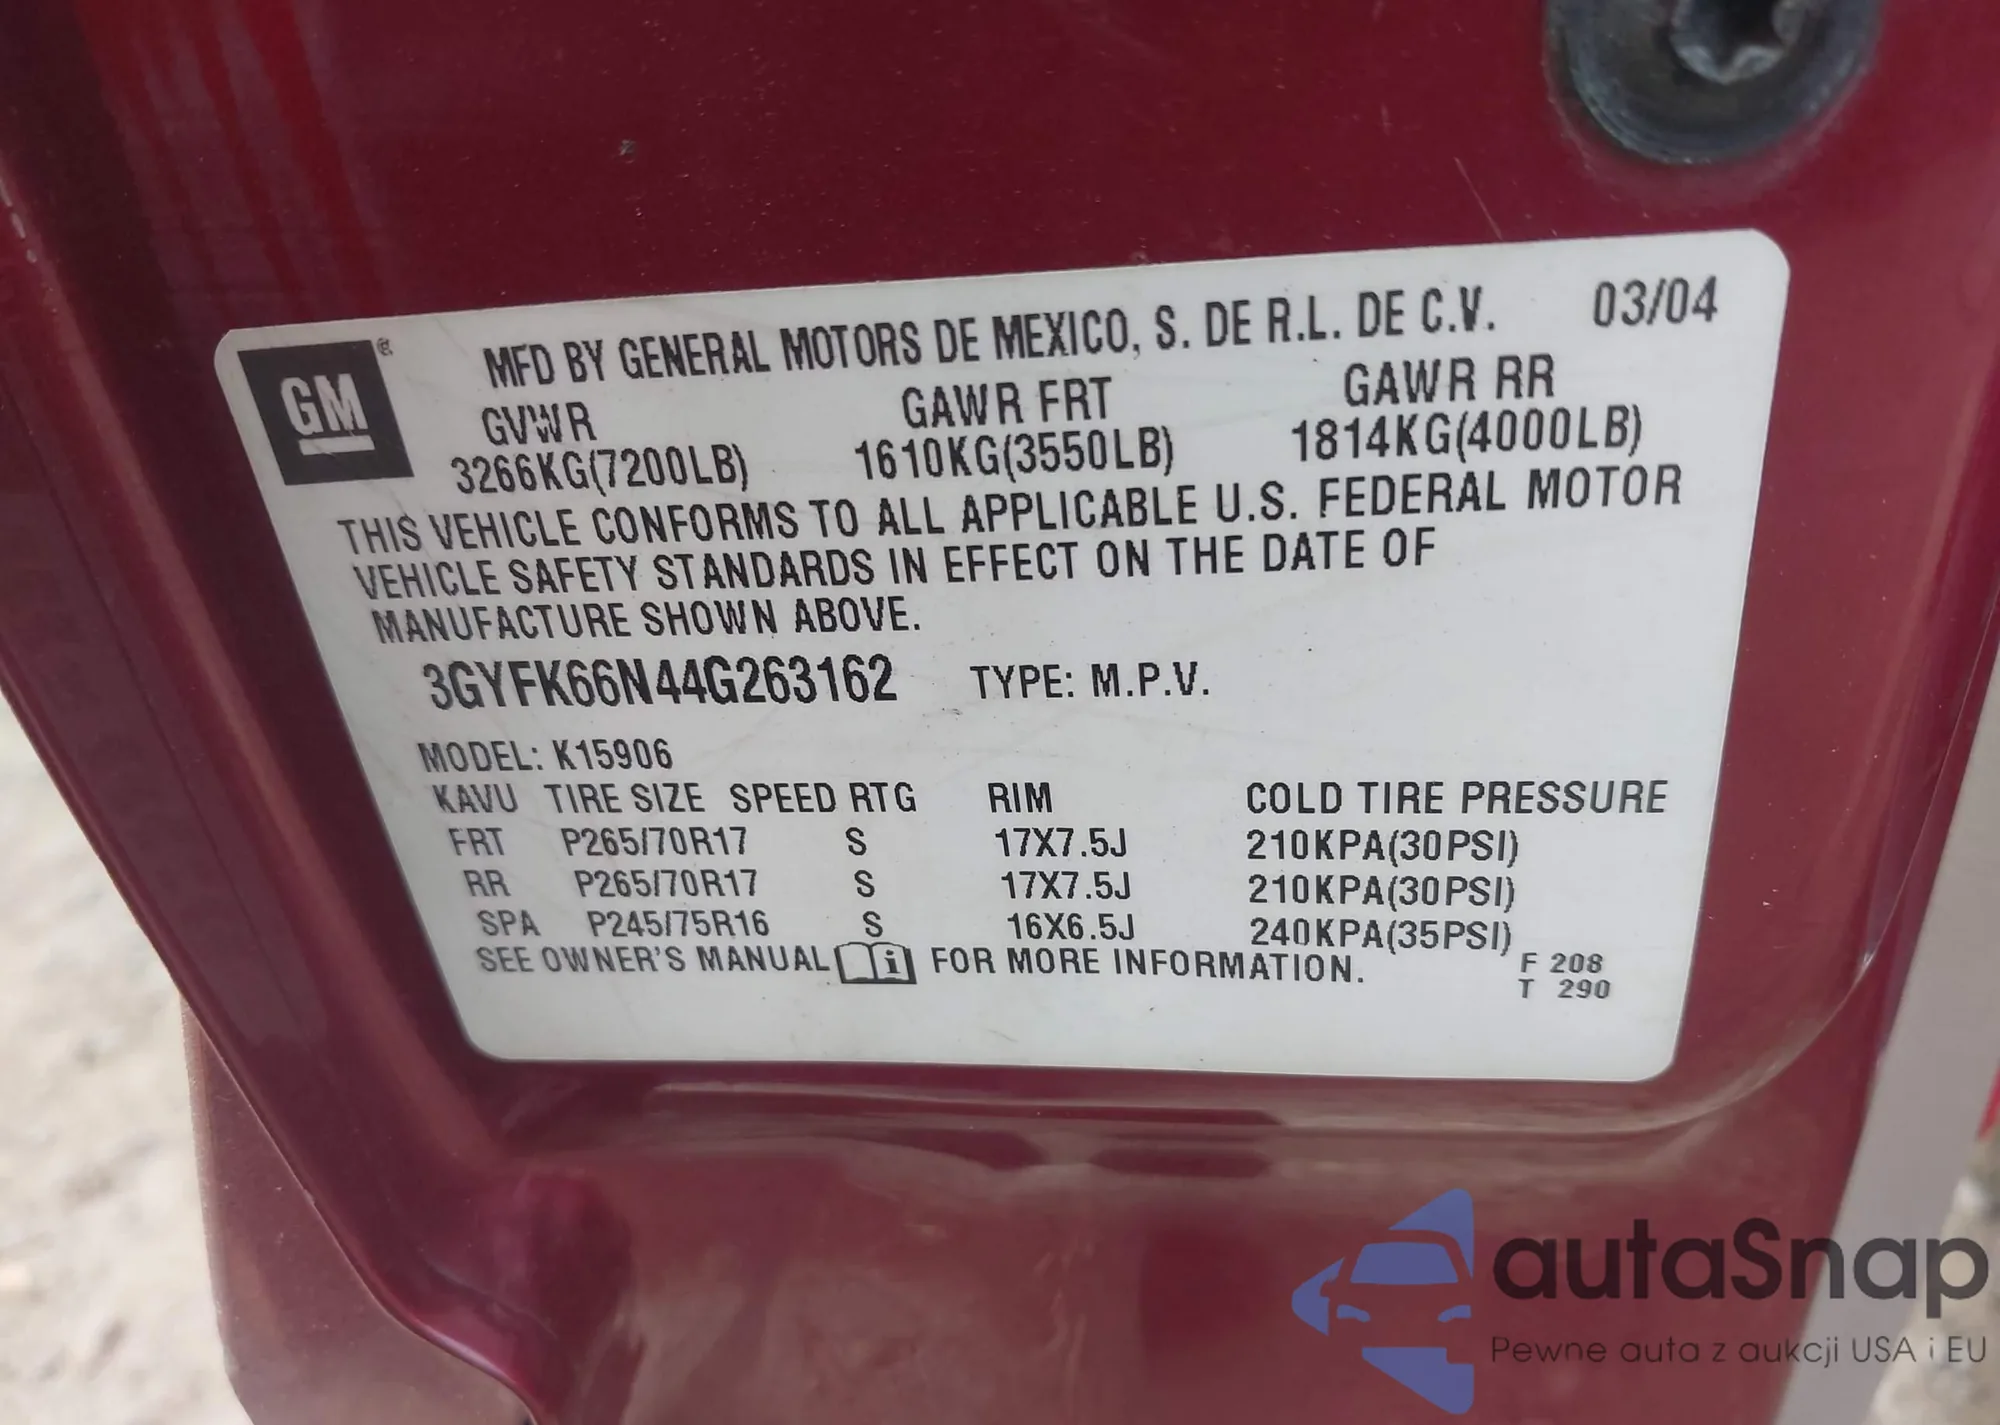 GM ®
MFD BY GENERAL MOTORS DE MEXICO, S. DE R.L. DE C.V. 03/04
GVWR GAWR FRT GAWR RR
3266KG(7200LB) 1610KG(3550LB) 1814KG(4000LB)
THIS VEHICLE CONFORMS TO ALL APPLICABLE U.S. FEDERAL MOTOR
VEHICLE SAFETY STANDARDS IN EFFECT ON THE DATE OF
MANUFACTURE SHOWN ABOVE.
3GYFK66N44G263162 TYPE: M.P.V.
MODEL: K15906
KAVU TIRE SIZE SPEED RTG RIM COLD TIRE PRESSURE
FRT P265/70R17 S 17X7.5J 210KPA(30PSI)
RR P265/70R17 S 17X7.5J 210KPA(30PSI)
SPA P245/75R16 S 16X6.5J 240KPA(35PSI)
SEE OWNER'S MANUAL i FOR MORE INFORMATION.
F 208
T 290
autaSnap
Pewne auta z aukcji USA i EU